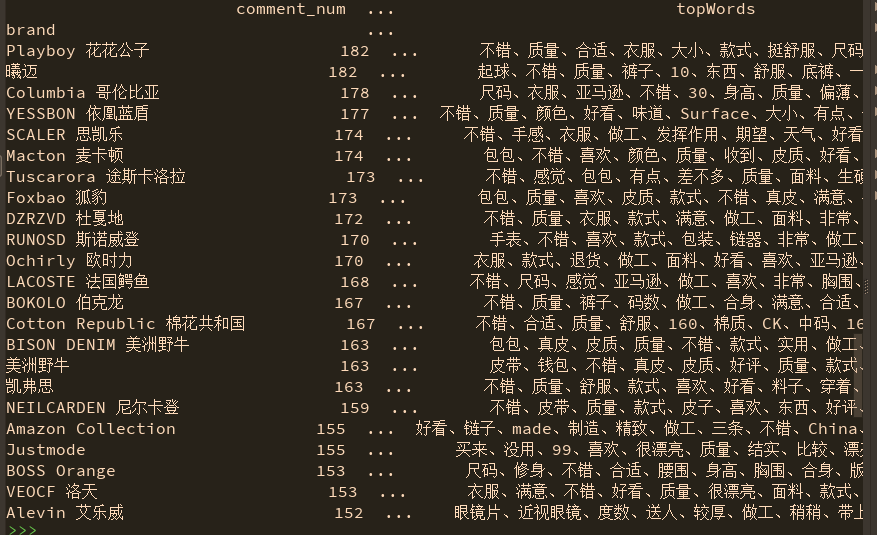 comment_num ... topWords
brand ...
Playboy 花花公子 182 ... 不错、质量、合适、衣服、大小、款式、挺舒服、尺码
曦迈 182 ... 起球、不错、质量、裤子、10、东西、舒服、底裤、一
Columbia 哥伦比亚 178 ... 尺码、衣服、亚马逊、不错、30、身高、质量、偏薄、
YESSBON 依凰蓝盾 177 ... 不错、质量、颜色、好看、味道、Surface、大小、有点、
SCALER 思凯乐 174 ... 不错、手感、衣服、做工、发挥作用、期望、天气、好看
Macton 麦卡顿 174 ... 包包、不错、喜欢、颜色、质量、收到、皮质、好看、
Tuscarora 途斯卡洛拉 173 ... 不错、感觉、包包、有点、差不多、质量、面料、生硬
Foxbao 狐豹 173 ... 包包、质量、喜欢、皮质、款式、不错、真皮、满意、
DZRZVD 杜戛地 172 ... 不错、质量、衣服、款式、满意、做工、面料、非常、
RUNOSD 斯诺威登 170 ... 手表、不错、喜欢、款式、包装、链器、非常、做工、
Ochirly 欧时力 170 ... 衣服、款式、退货、做工、面料、好看、喜欢、亚马逊、
LACOSTE 法国鳄鱼 168 ... 不错、尺码、感觉、亚马逊、做工、喜欢、非常、胸围、
BOKOLO 伯克龙 167 ... 不错、质量、裤子、码数、做工、合身、满意、合适、
Cotton Republic 棉花共和国 167 ... 不错、合适、质量、舒服、160、棉质、CK、中码、16
BISON DENIM 美洲野牛 163 ... 包包、真皮、皮质、质量、不错、款式、实用、做工、
美洲野牛 163 ... 皮带、钱包、不错、真皮、皮质、好评、质量、款式、
凯弗思 163 ... 不错、质量、舒服、款式、喜欢、好看、料子、穿着、
NEILCARDEN 尼尔卡登 159 ... 不错、皮带、质量、款式、皮子、喜欢、东西、好评、
Amazon Collection 155 ... 好看、链子、made、制造、精致、做工、三条、不错、China、
Justmode 155 ... 买来、没用、99、喜欢、很漂亮、质量、结实、比较、漂
BOSS Orange 153 ... 尺码、修身、不错、合适、腰围、身高、胸围、合身、版
VEOCF 洛天 153 ... 衣服、满意、不错、好看、质量、很漂亮、面料、款式、
Alevin 艾乐威 152 ... 眼镜片、近视眼镜、度数、送人、较厚、做工、稍稍、带上
>>>